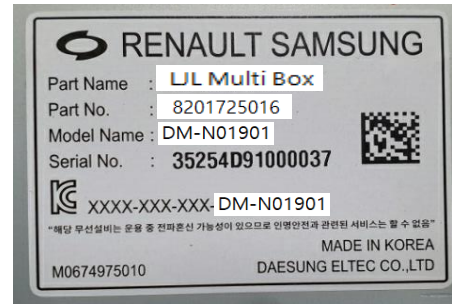 RENAULT SAMSUNG
Part Name : LJL Multi Box
Part No. : 8201725016
Model Name : DM-N01901
Serial No. : 35254D91000037
XXXX-XXX-XXX-DM-N01901
"해당 무선설비는 운용 중 전파혼신 가능성이 있으므로 인명안전과 관련된 서비스는 할 수 없음"
MADE IN KOREA
M0674975010 DAESUNG ELTEC CO.,LTD